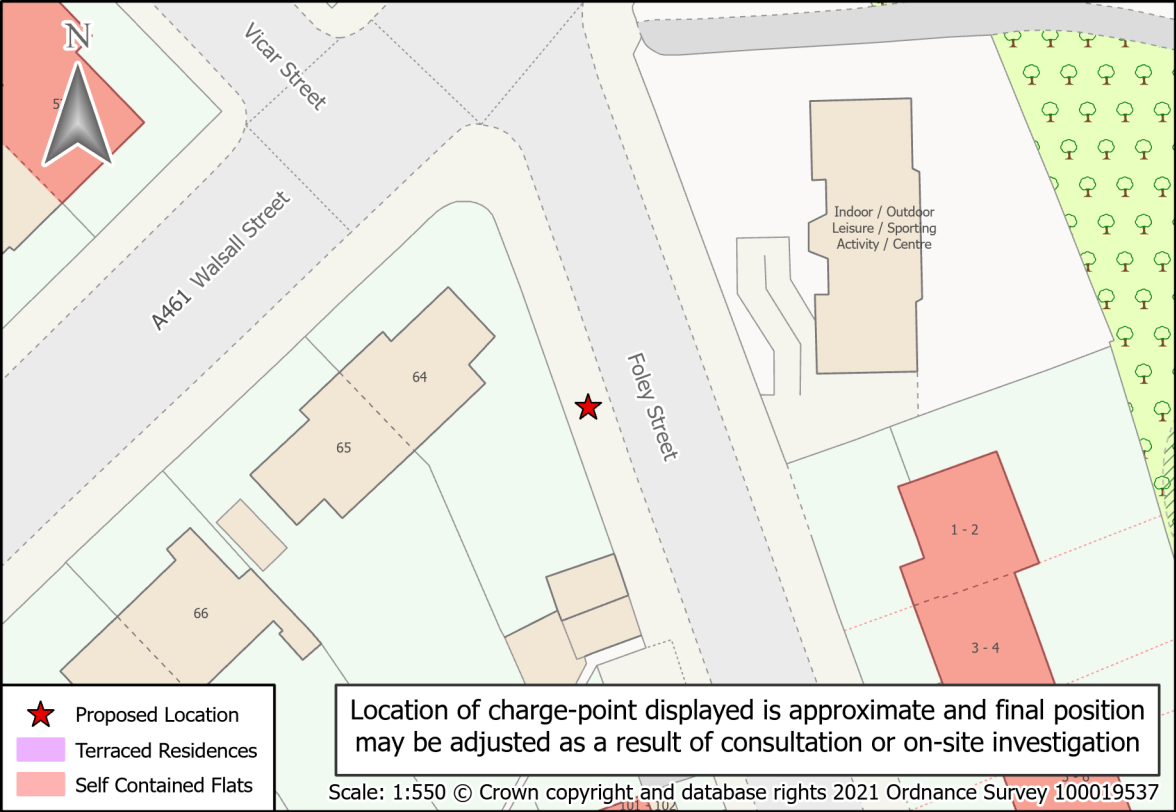 N
Vicar Street
A461 Walsall Street
Foley Street
Indoor / Outdoor
Leisure / Sporting
Activity / Centre
64
65
66
1 - 2
3 - 4
Proposed Location
Terraced Residences
Self Contained Flats
Location of charge-point displayed is approximate and final position
may be adjusted as a result of consultation or on-site investigation
Scale: 1:550 © Crown copyright and database rights 2021 Ordnance Survey 100019537